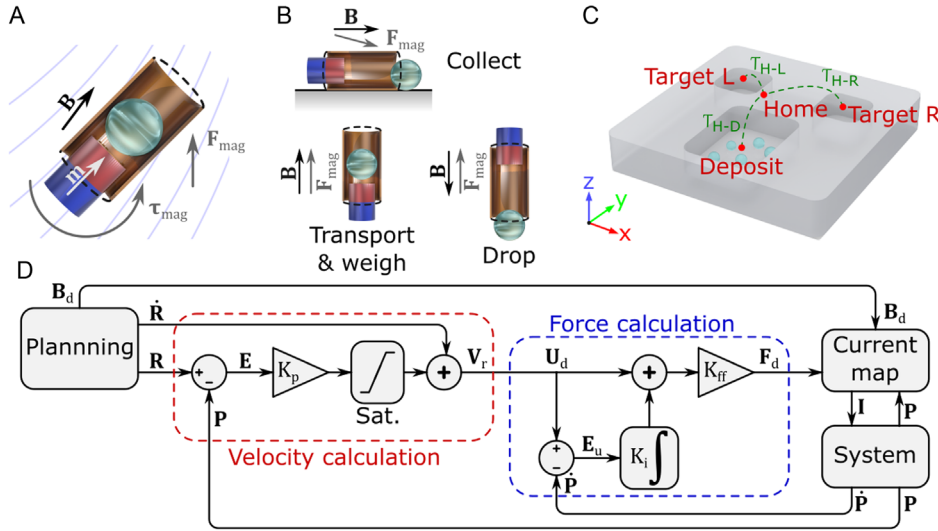 A
B
F_mag
m
τ_mag
B
B
F_mag
Collect
B
F_mag
B
F_mag
Transport
& weigh
Drop
C
Target L
T_H-L
T_H-R
Home
Target R
T_H-D
Deposit
z
y
x
D
B_d
Ṙ
Plannning
R
+
−
E
K_p
Sat.
+
V_r
P
Velocity calculation
Force calculation
U_d
+
K_ff
F_d
+
−
E_u
K_i ∫
Ṗ
B_d
Current
map
I
P
System
Ṗ
P